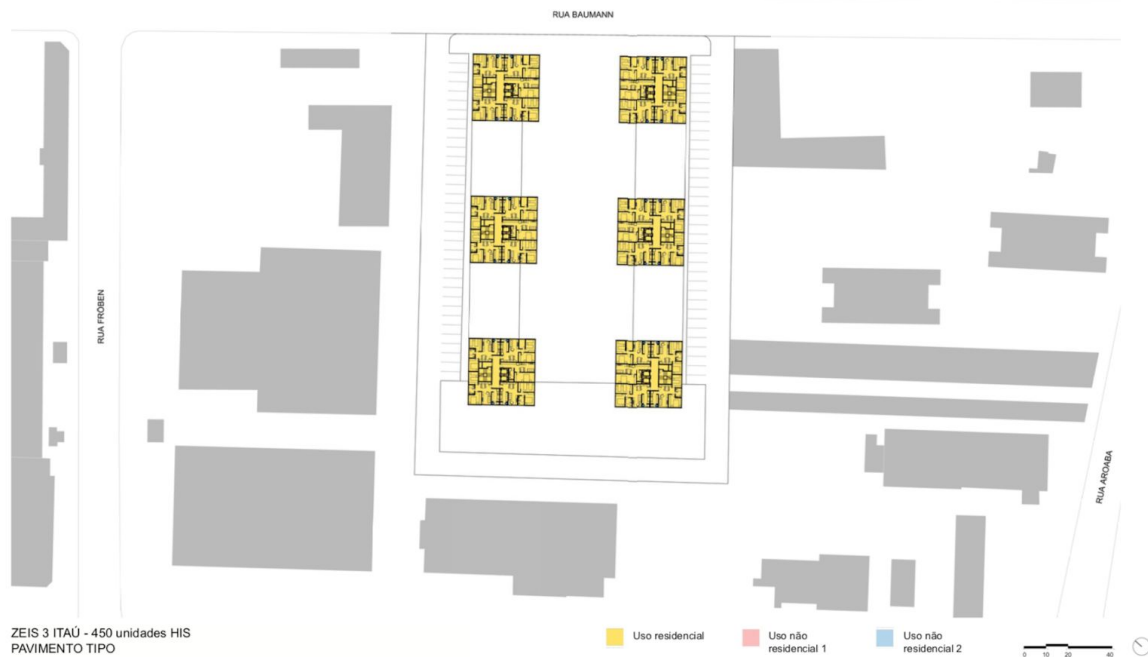 RUA BAUMANN
RUA FRÖBEN
RUA AROABA
ZEIS 3 ITAÚ - 450 unidades HIS
PAVIMENTO TIPO
Uso residencial
Uso não
residencial 1
Uso não
residencial 2
0 10 20 40